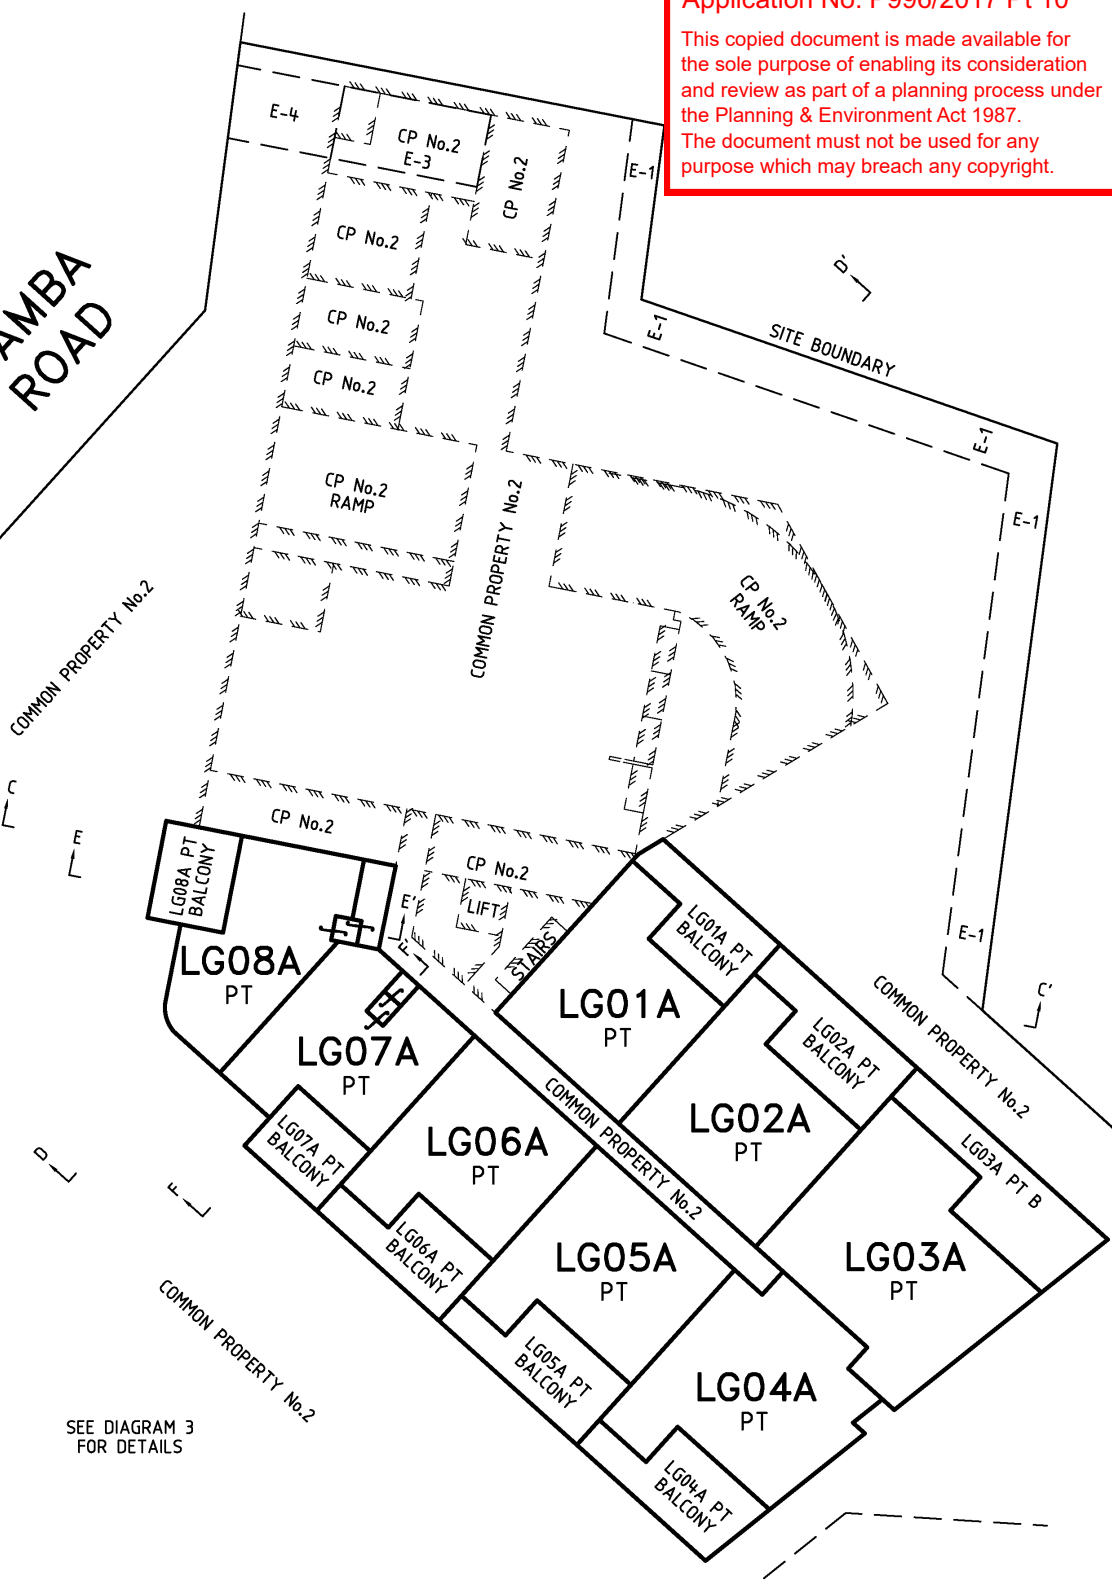 Application No. P996/2017 Pt 10
This copied document is made available for
the sole purpose of enabling its consideration
and review as part of a planning process under
the Planning & Environment Act 1987.
The document must not be used for any
purpose which may breach any copyright.
E-4
CP No.2
E-3
CP No.2
E-1
CP No.2
D'
AMBA
ROAD
CP No.2
E-1
SITE BOUNDARY
CP No.2
E-1
CP No.2
RAMP
E-1
COMMON PROPERTY No.2
CP No.2
RAMP
COMMON PROPERTY No.2
C
E
CP No.2
CP No.2
LG08A PT
BALCONY
E'
LIFT
F'
STAIRS
LG01A PT
BALCONY
E-1
LG08A
PT
LG01A
PT
C'
COMMON PROPERTY No.2
LG07A
PT
LG02A PT
BALCONY
COMMON PROPERTY No.2
LG02A
PT
LG07A PT
BALCONY
LG06A
PT
LG03A PT B
D
F
LG06A PT
BALCONY
LG05A
PT
LG03A
PT
COMMON PROPERTY No.2
LG05A PT
BALCONY
LG04A
PT
SEE DIAGRAM 3
FOR DETAILS
LG04A PT
BALCONY